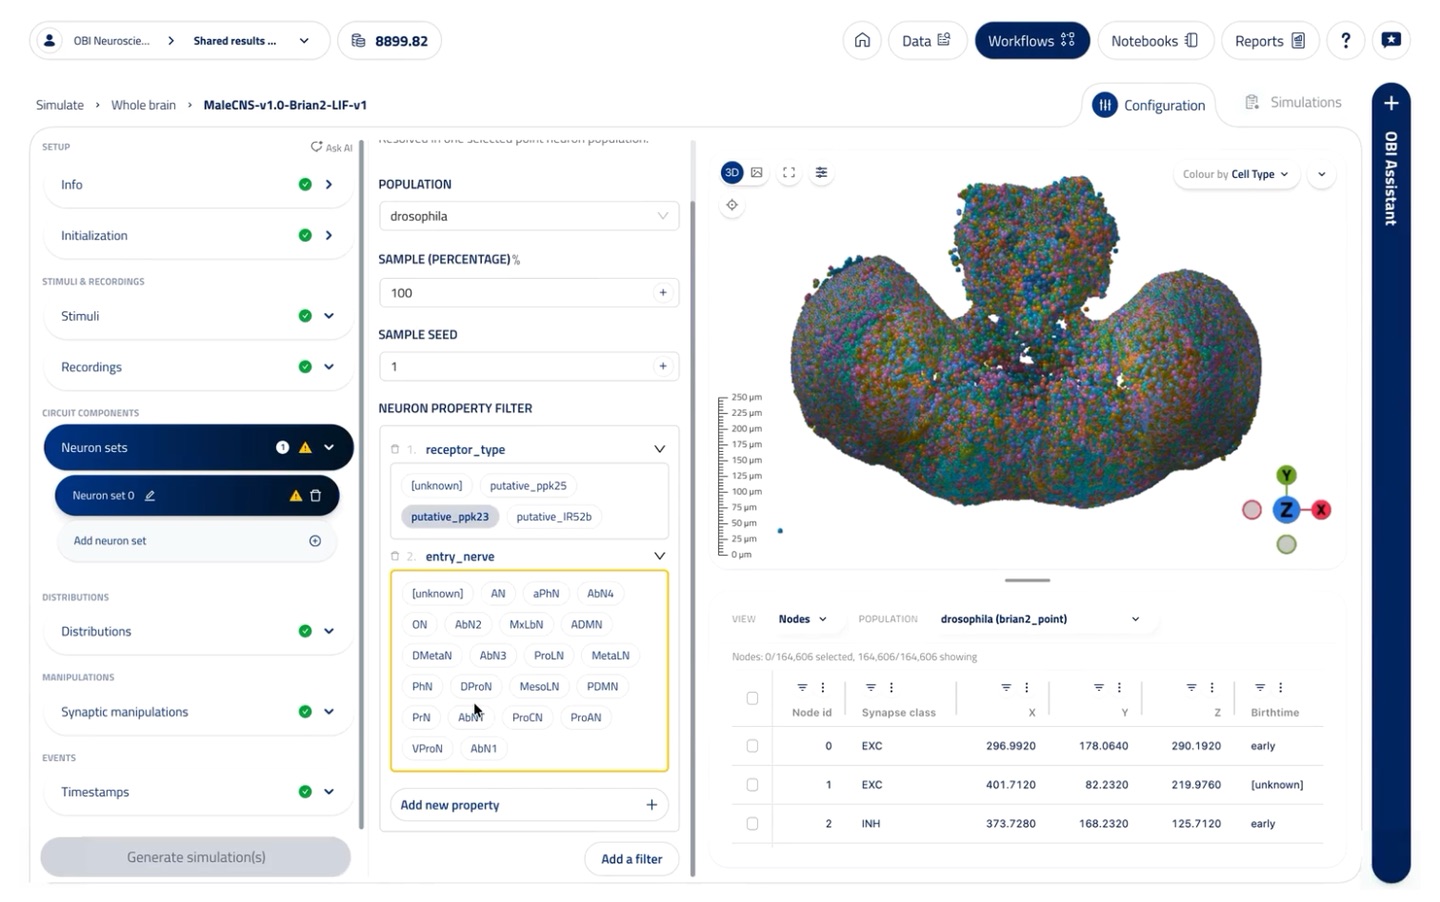 OBI Neuroscie... > Shared results ... 8899.82 Data Workflows Notebooks Reports ?
Simulate > Whole brain > MaleCNS-v1.0-Brian2-LIF-v1
Configuration Simulations
+
OBI Assistant
SETUP
Ask AI
Info
Initialization
STIMULI & RECORDINGS
Stimuli
Recordings
CIRCUIT COMPONENTS
Neuron sets 1
Neuron set 0
Add neuron set
DISTRIBUTIONS
Distributions
MANIPULATIONS
Synaptic manipulations
EVENTS
Timestamps
Generate simulation(s)
Resolved in one selected point neuron population.
POPULATION
drosophila
SAMPLE (PERCENTAGE) %
100 +
SAMPLE SEED
1 +
NEURON PROPERTY FILTER
1. receptor_type
[unknown] putative_ppk25
putative_ppk23 putative_IR52b
2. entry_nerve
[unknown] AN aPhN AbN4
ON AbN2 MxLbN ADMN
DMetaN AbN3 ProLN MetaLN
PhN DProN MesoLN PDMN
PrN ProCN ProAN
VProN AbN1
Add new property +
Add a filter
3D
Colour by Cell Type
250 µm
225 µm
200 µm
175 µm
150 µm
125 µm
100 µm
75 µm
50 µm
25 µm
0 µm
Y
Z X
VIEW Nodes POPULATION drosophila (brian2_point)
Nodes: 0/164,606 selected, 164,606/164,606 showing
Node id Synapse class X Y Z Birthtime
0 EXC 296.9920 178.0640 290.1920 early
1 EXC 401.7120 82.2320 219.9760 [unknown]
2 INH 373.7280 168.2320 125.7120 early